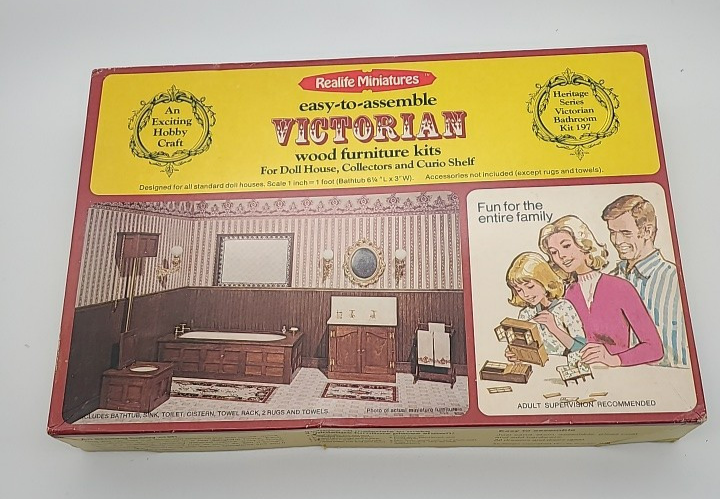 Realife Miniatures™
easy-to-assemble
VICTORIAN
wood furniture kits
For Doll House, Collectors and Curio Shelf
Designed for all standard doll houses. Scale 1 inch = 1 foot (Bathtub 6¼" L x 3" W). Accessories not included (except rugs and towels).
An
Exciting
Hobby
Craft
Heritage
Series
Victorian
Bathroom
Kit 197
Fun for the
entire family
BATHTUB, SINK, TOILET, CISTERN, TOWEL RACK, 2 RUGS AND TOWELS.
Photo of actual miniature furniture
ADULT SUPERVISION RECOMMENDED